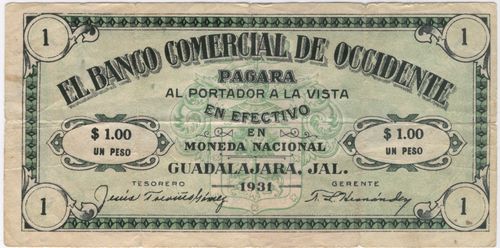 1 1
EL BANCO COMERCIAL DE OCCIDENTE
PAGARA
AL PORTADOR A LA VISTA
EN EFECTIVO
$ 1.00 EN $ 1.00
UN PESO MONEDA NACIONAL UN PESO
GUADALAJARA, JAL.
TESORERO 1931 GERENTE
1 1